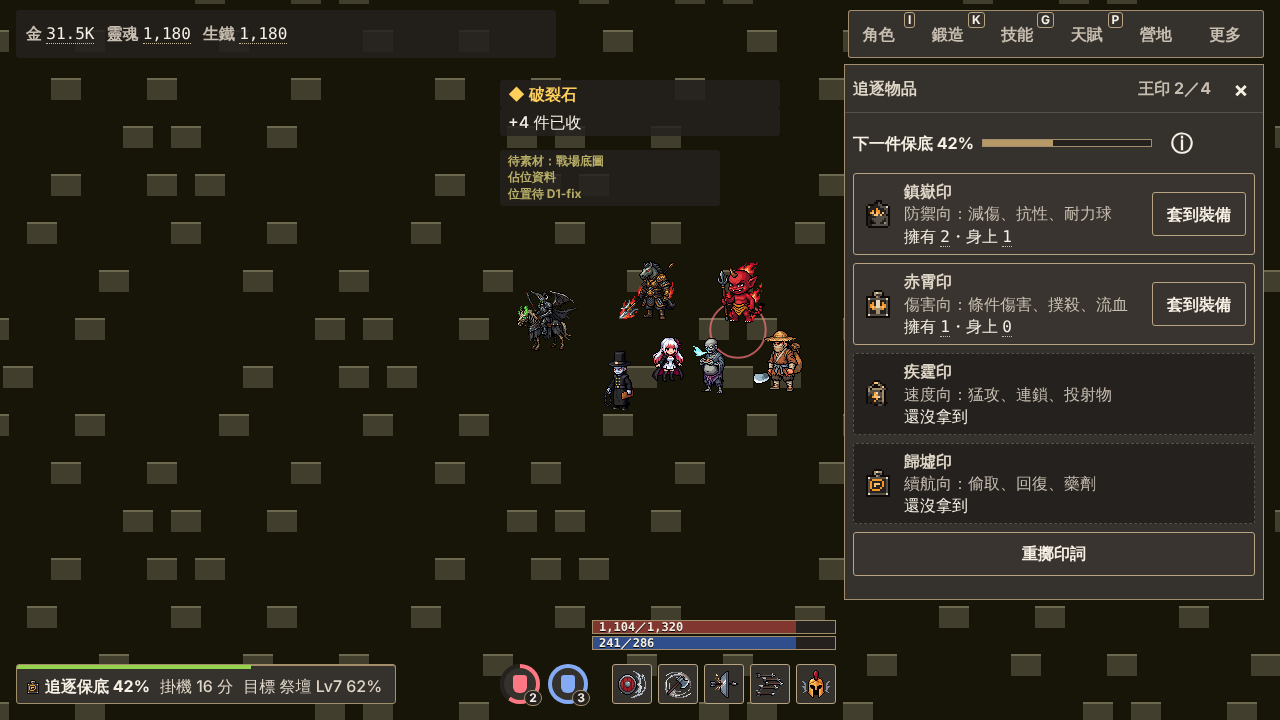 金 31.5K 靈魂 1,180 生鐵 1,180
角色 I 鍛造 K 技能 G 天賦 P 營地 更多
◆ 破裂石
+4 件已收
待素材：戰場底圖
佔位資料
位置待 D1-fix
追逐物品 王印 2／4 ×
下一件保底 42% ⓘ
鎮嶽印
防禦向：減傷、抗性、耐力球
擁有 2・身上 1
套到裝備
赤霄印
傷害向：條件傷害、撲殺、流血
擁有 1・身上 0
套到裝備
疾霆印
速度向：猛攻、連鎖、投射物
還沒拿到
歸墟印
續航向：偷取、回復、藥劑
還沒拿到
重擲印詞
1,104／1,320
241／286
追逐保底 42% 掛機 16 分 目標 祭壇 Lv7 62%
2 3